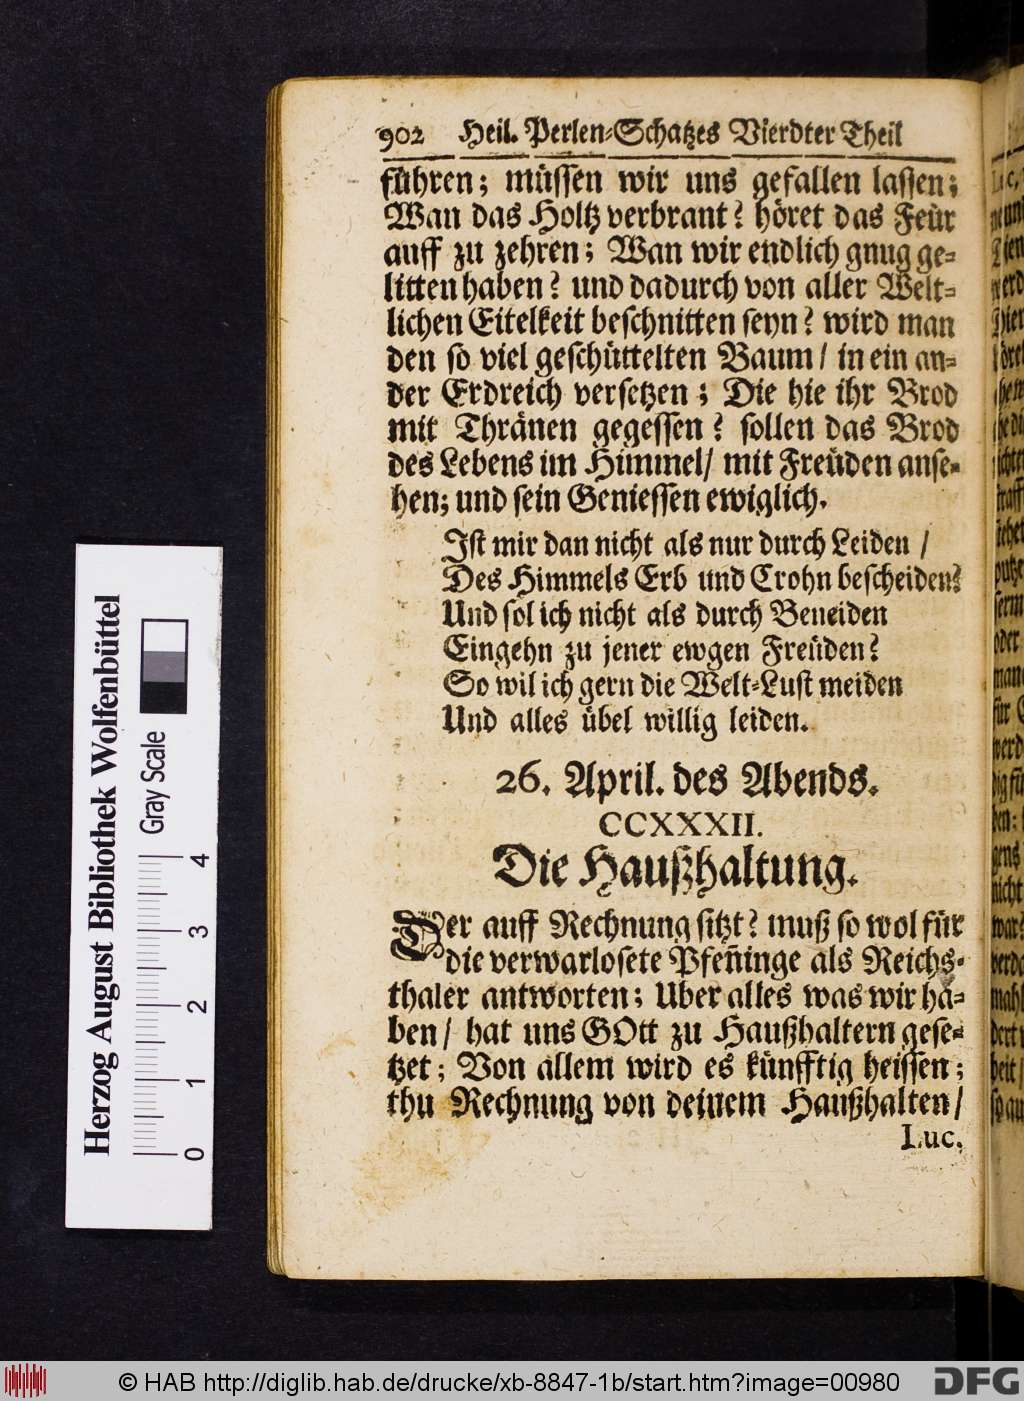 902 Heil. Perlen-Schatzes Vierdter Theil
führen; müssen wir uns gefallen lassen;
Wan das Holtz verbrant? höret das Feür
auff zu zehren; Wan wir endlich gnug ge-
litten haben? und dadurch von aller Welt-
lichen Eitelkeit beschnitten seyn? wird man
den so viel geschüttelten Baum/ in ein an-
der Erdreich versetzen; Die hie ihr Brod
mit Thränen gegessen? sollen das Brod
des Lebens im Himmel/ mit Freüden anse-
hen; und sein Geniessen ewiglich.
Ist mir dan nicht als nur durch Leiden /
Des Himmels Erb und Crohn bescheiden?
Und sol ich nicht als durch Beneiden
Eingehn zu jener ewgen Freüden?
So wil ich gern die Welt-Lust meiden
Und alles übel willig leiden.
26. April. des Abends.
CCXXXII.
Die Haußhaltung.
Der auff Rechnung sitzt? muß so wol für
die verwarlosete Pfen̄inge als Reichs-
thaler antworten; Uber alles was wir ha-
ben/ hat uns GOtt zu Haußhaltern gese-
tzet; Von allem wird es künfftig heissen;
thu Rechnung von deinem Haußhalten/
Luc.
Herzog August Bibliothek Wolfenbüttel
Gray Scale
0 1 2 3 4
© HAB http://diglib.hab.de/drucke/xb-8847-1b/start.htm?image=00980
DFG